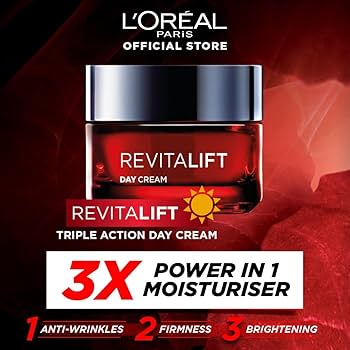 L'ORÉAL
PARIS
OFFICIAL STORE
REVITALIFT
DAY CREAM
REVITALIFT
TRIPLE ACTION DAY CREAM
3X POWER IN 1
MOISTURISER
1 ANTI-WRINKLES 2 FIRMNESS 3 BRIGHTENING